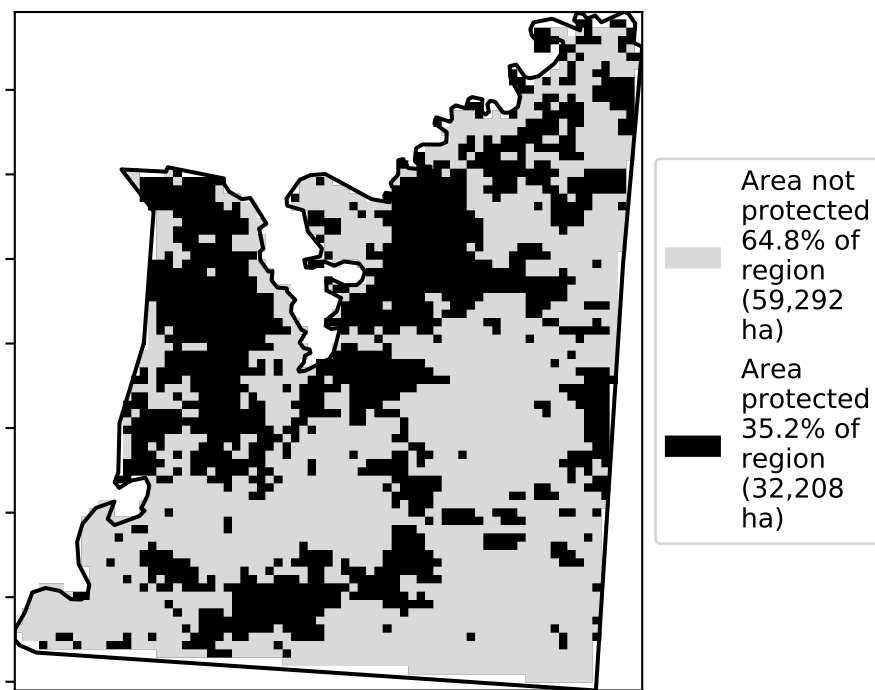 Area not
protected
64.8% of
region
(59,292
ha)
Area
protected
35.2% of
region
(32,208
ha)